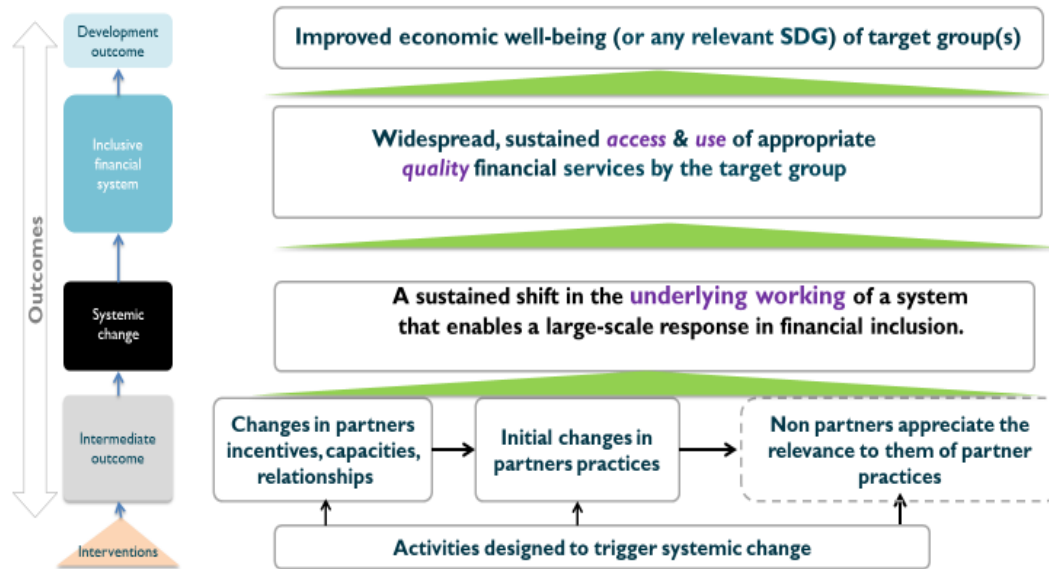 Outcomes
Development
outcome
Improved economic well-being (or any relevant SDG) of target group(s)
Inclusive
financial
system
Widespread, sustained access & use of appropriate
quality financial services by the target group
Systemic
change
A sustained shift in the underlying working of a system
that enables a large-scale response in financial inclusion.
Intermediate
outcome
Changes in partners
incentives, capacities,
relationships
Initial changes in
partners practices
Non partners appreciate the
relevance to them of partner
practices
Interventions
Activities designed to trigger systemic change